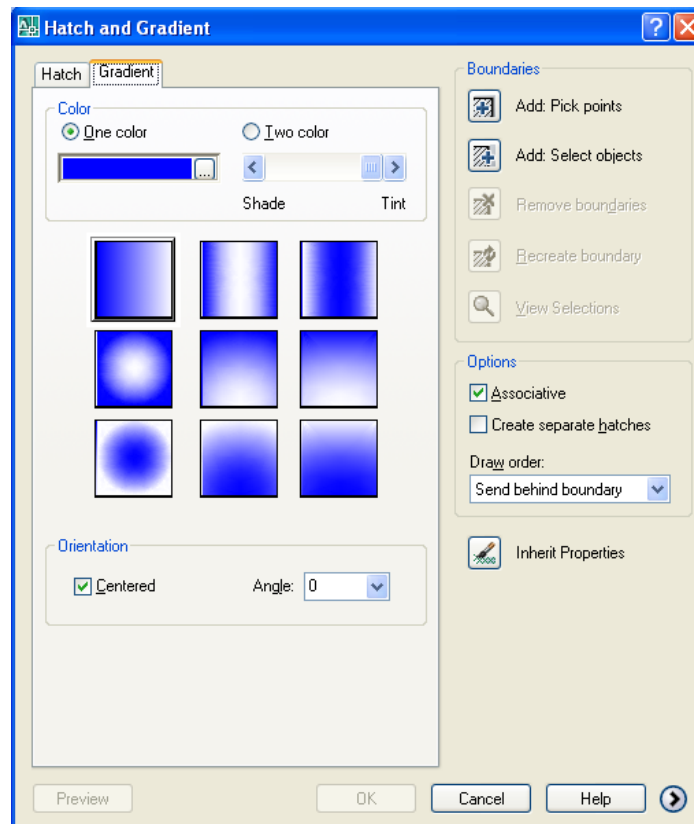 Hatch and Gradient
Hatch
Gradient
Color
One color
Two color
...
Shade
Tint
Orientation
Centered
Angle:
0
Boundaries
Add: Pick points
Add: Select objects
Remove boundaries
Recreate boundary
View Selections
Options
Associative
Create separate hatches
Draw order:
Send behind boundary
Inherit Properties
Preview
OK
Cancel
Help